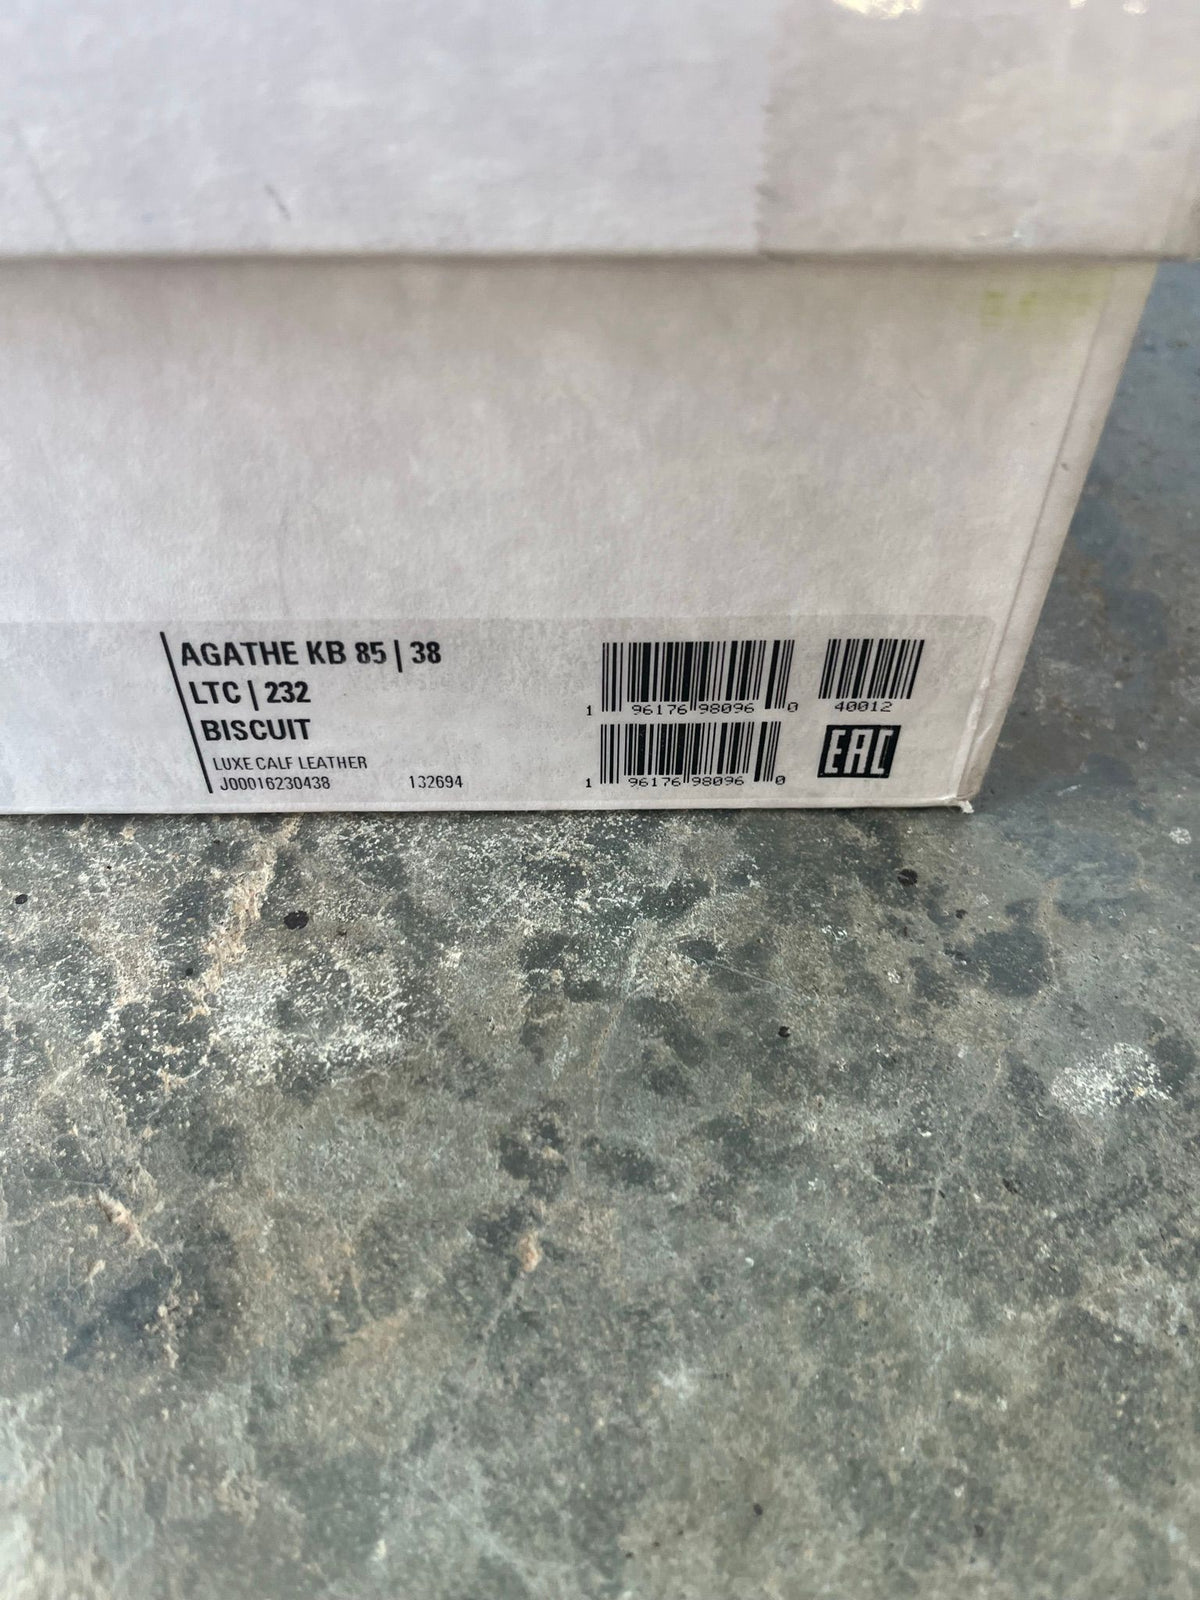 AGATHE KB 85 | 38
LTC | 232
BISCUIT
LUXE CALF LEATHER
J00016230438 132694
1 96176 98096 0
40012
1 96176 98096 0
EAC